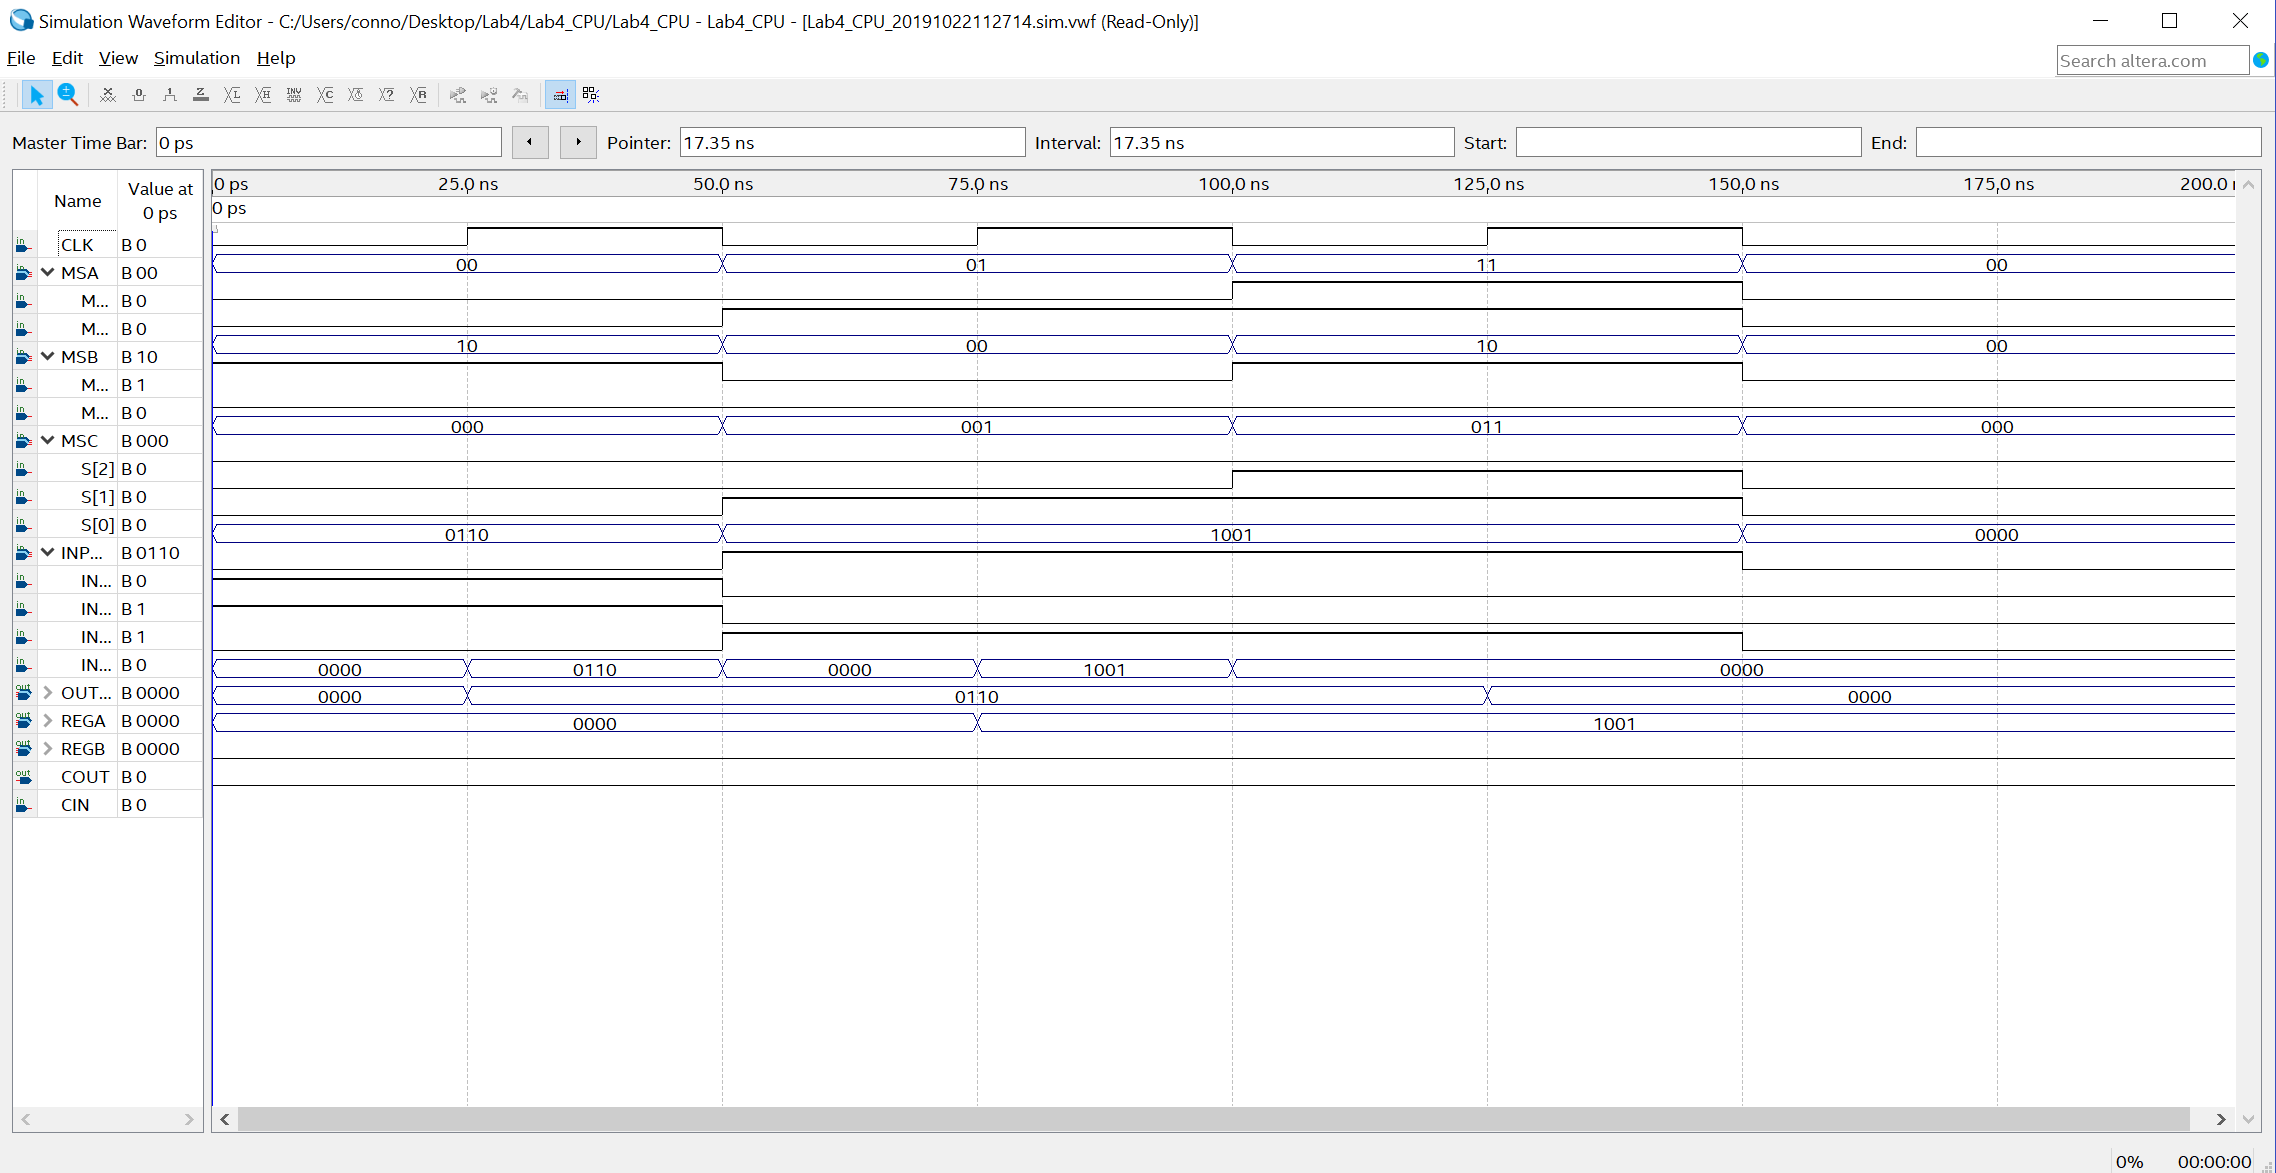 Simulation Waveform Editor - C:/Users/conno/Desktop/Lab4/Lab4_CPU/Lab4_CPU - Lab4_CPU - [Lab4_CPU_20191022112714.sim.vwf (Read-Only)]
File Edit View Simulation Help
Search altera.com
Master Time Bar: 0 ps Pointer: 17.35 ns Interval: 17.35 ns Start: End:
Name Value at 0 ps
0 ps 25.0 ns 50.0 ns 75.0 ns 100.0 ns 125.0 ns 150.0 ns 175.0 ns 200.0
0 ps
CLK B 0
MSA B 00
00 01 11 00
M... B 0
M... B 0
MSB B 10
10 00 10 00
M... B 1
M... B 0
MSC B 000
000 001 011 000
S[2] B 0
S[1] B 0
S[0] B 0
0110 1001 0000
INP... B 0110
IN... B 0
IN... B 1
IN... B 1
IN... B 0
0000 0110 0000 1001 0000
OUT... B 0000
0000 0110 0000
REGA B 0000
0000 1001
REGB B 0000
COUT B 0
CIN B 0
0% 00:00:00